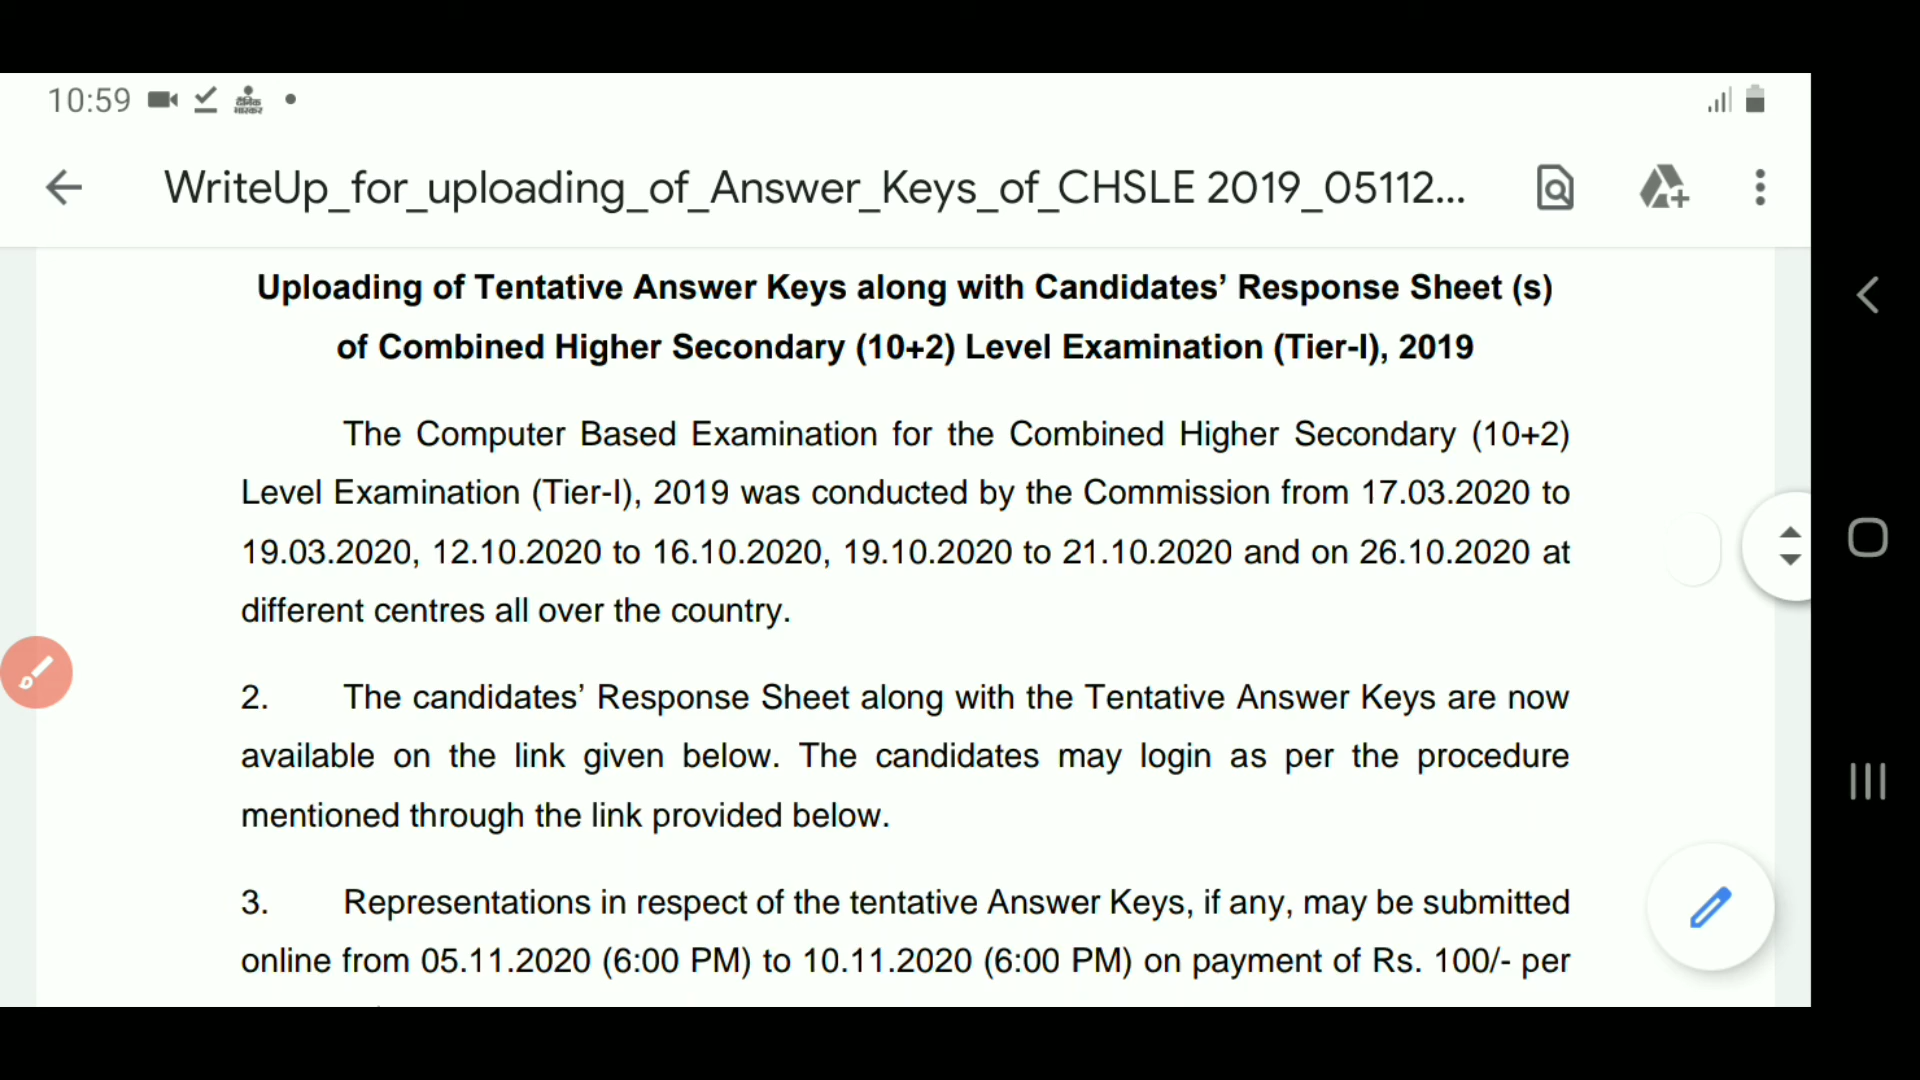 10:59
दैनिक
भास्कर
WriteUp_for_uploading_of_Answer_Keys_of_CHSLE 2019_05112...
Uploading of Tentative Answer Keys along with Candidates’ Response Sheet (s)
of Combined Higher Secondary (10+2) Level Examination (Tier-I), 2019
The Computer Based Examination for the Combined Higher Secondary (10+2)
Level Examination (Tier-I), 2019 was conducted by the Commission from 17.03.2020 to
19.03.2020, 12.10.2020 to 16.10.2020, 19.10.2020 to 21.10.2020 and on 26.10.2020 at
different centres all over the country.
2. The candidates’ Response Sheet along with the Tentative Answer Keys are now
available on the link given below. The candidates may login as per the procedure
mentioned through the link provided below.
3. Representations in respect of the tentative Answer Keys, if any, may be submitted
online from 05.11.2020 (6:00 PM) to 10.11.2020 (6:00 PM) on payment of Rs. 100/- per